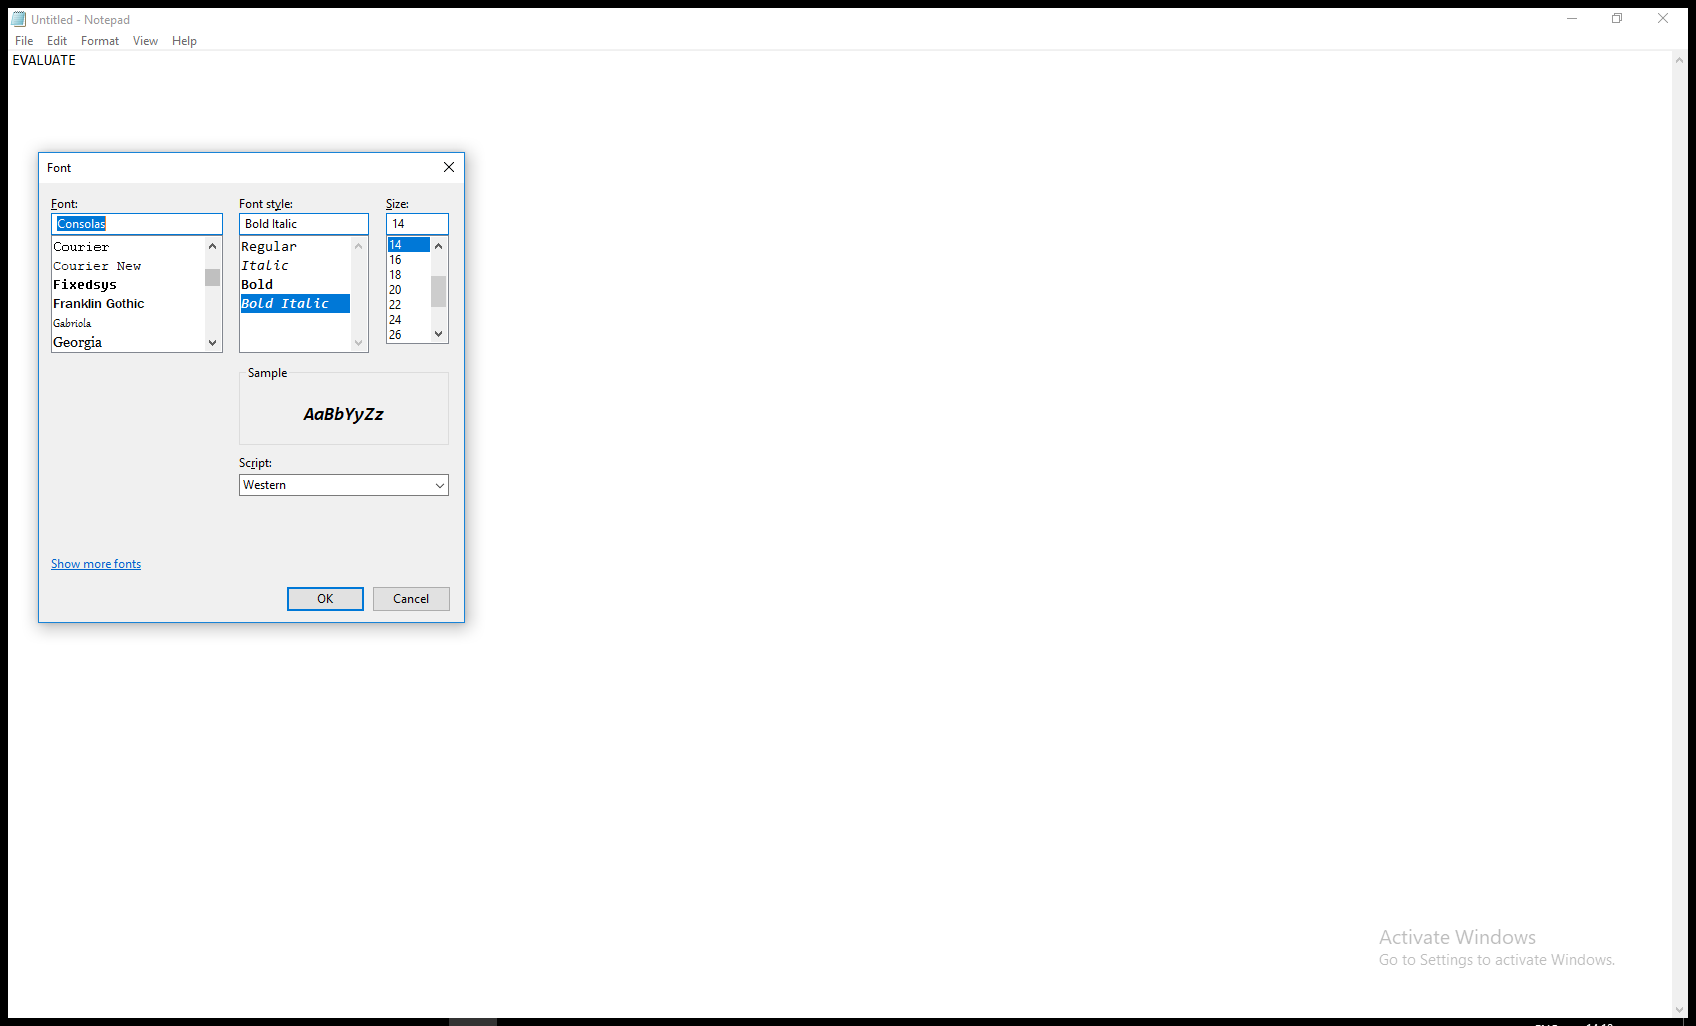 Untitled - Notepad
File Edit Format View Help
EVALUATE
Font
Font: Font style: Size:
Consolas Bold Italic 14
Courier Regular 14
Courier New Italic 16
Fixedsys Bold 18
Franklin Gothic Bold Italic 20
Gabriola 22
Georgia 24
26
Sample
AaBbYyZz
Script:
Western
Show more fonts
OK Cancel
Activate Windows
Go to Settings to activate Windows.